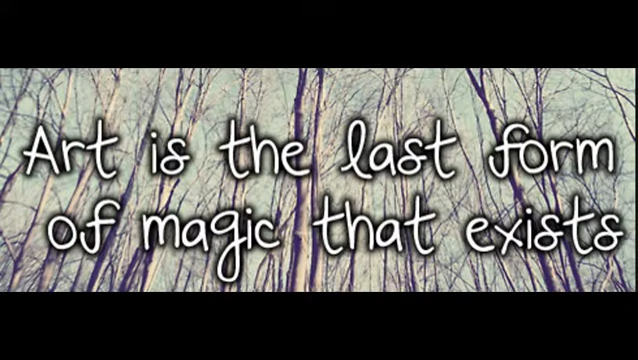 Art is the last form
of magic that exists